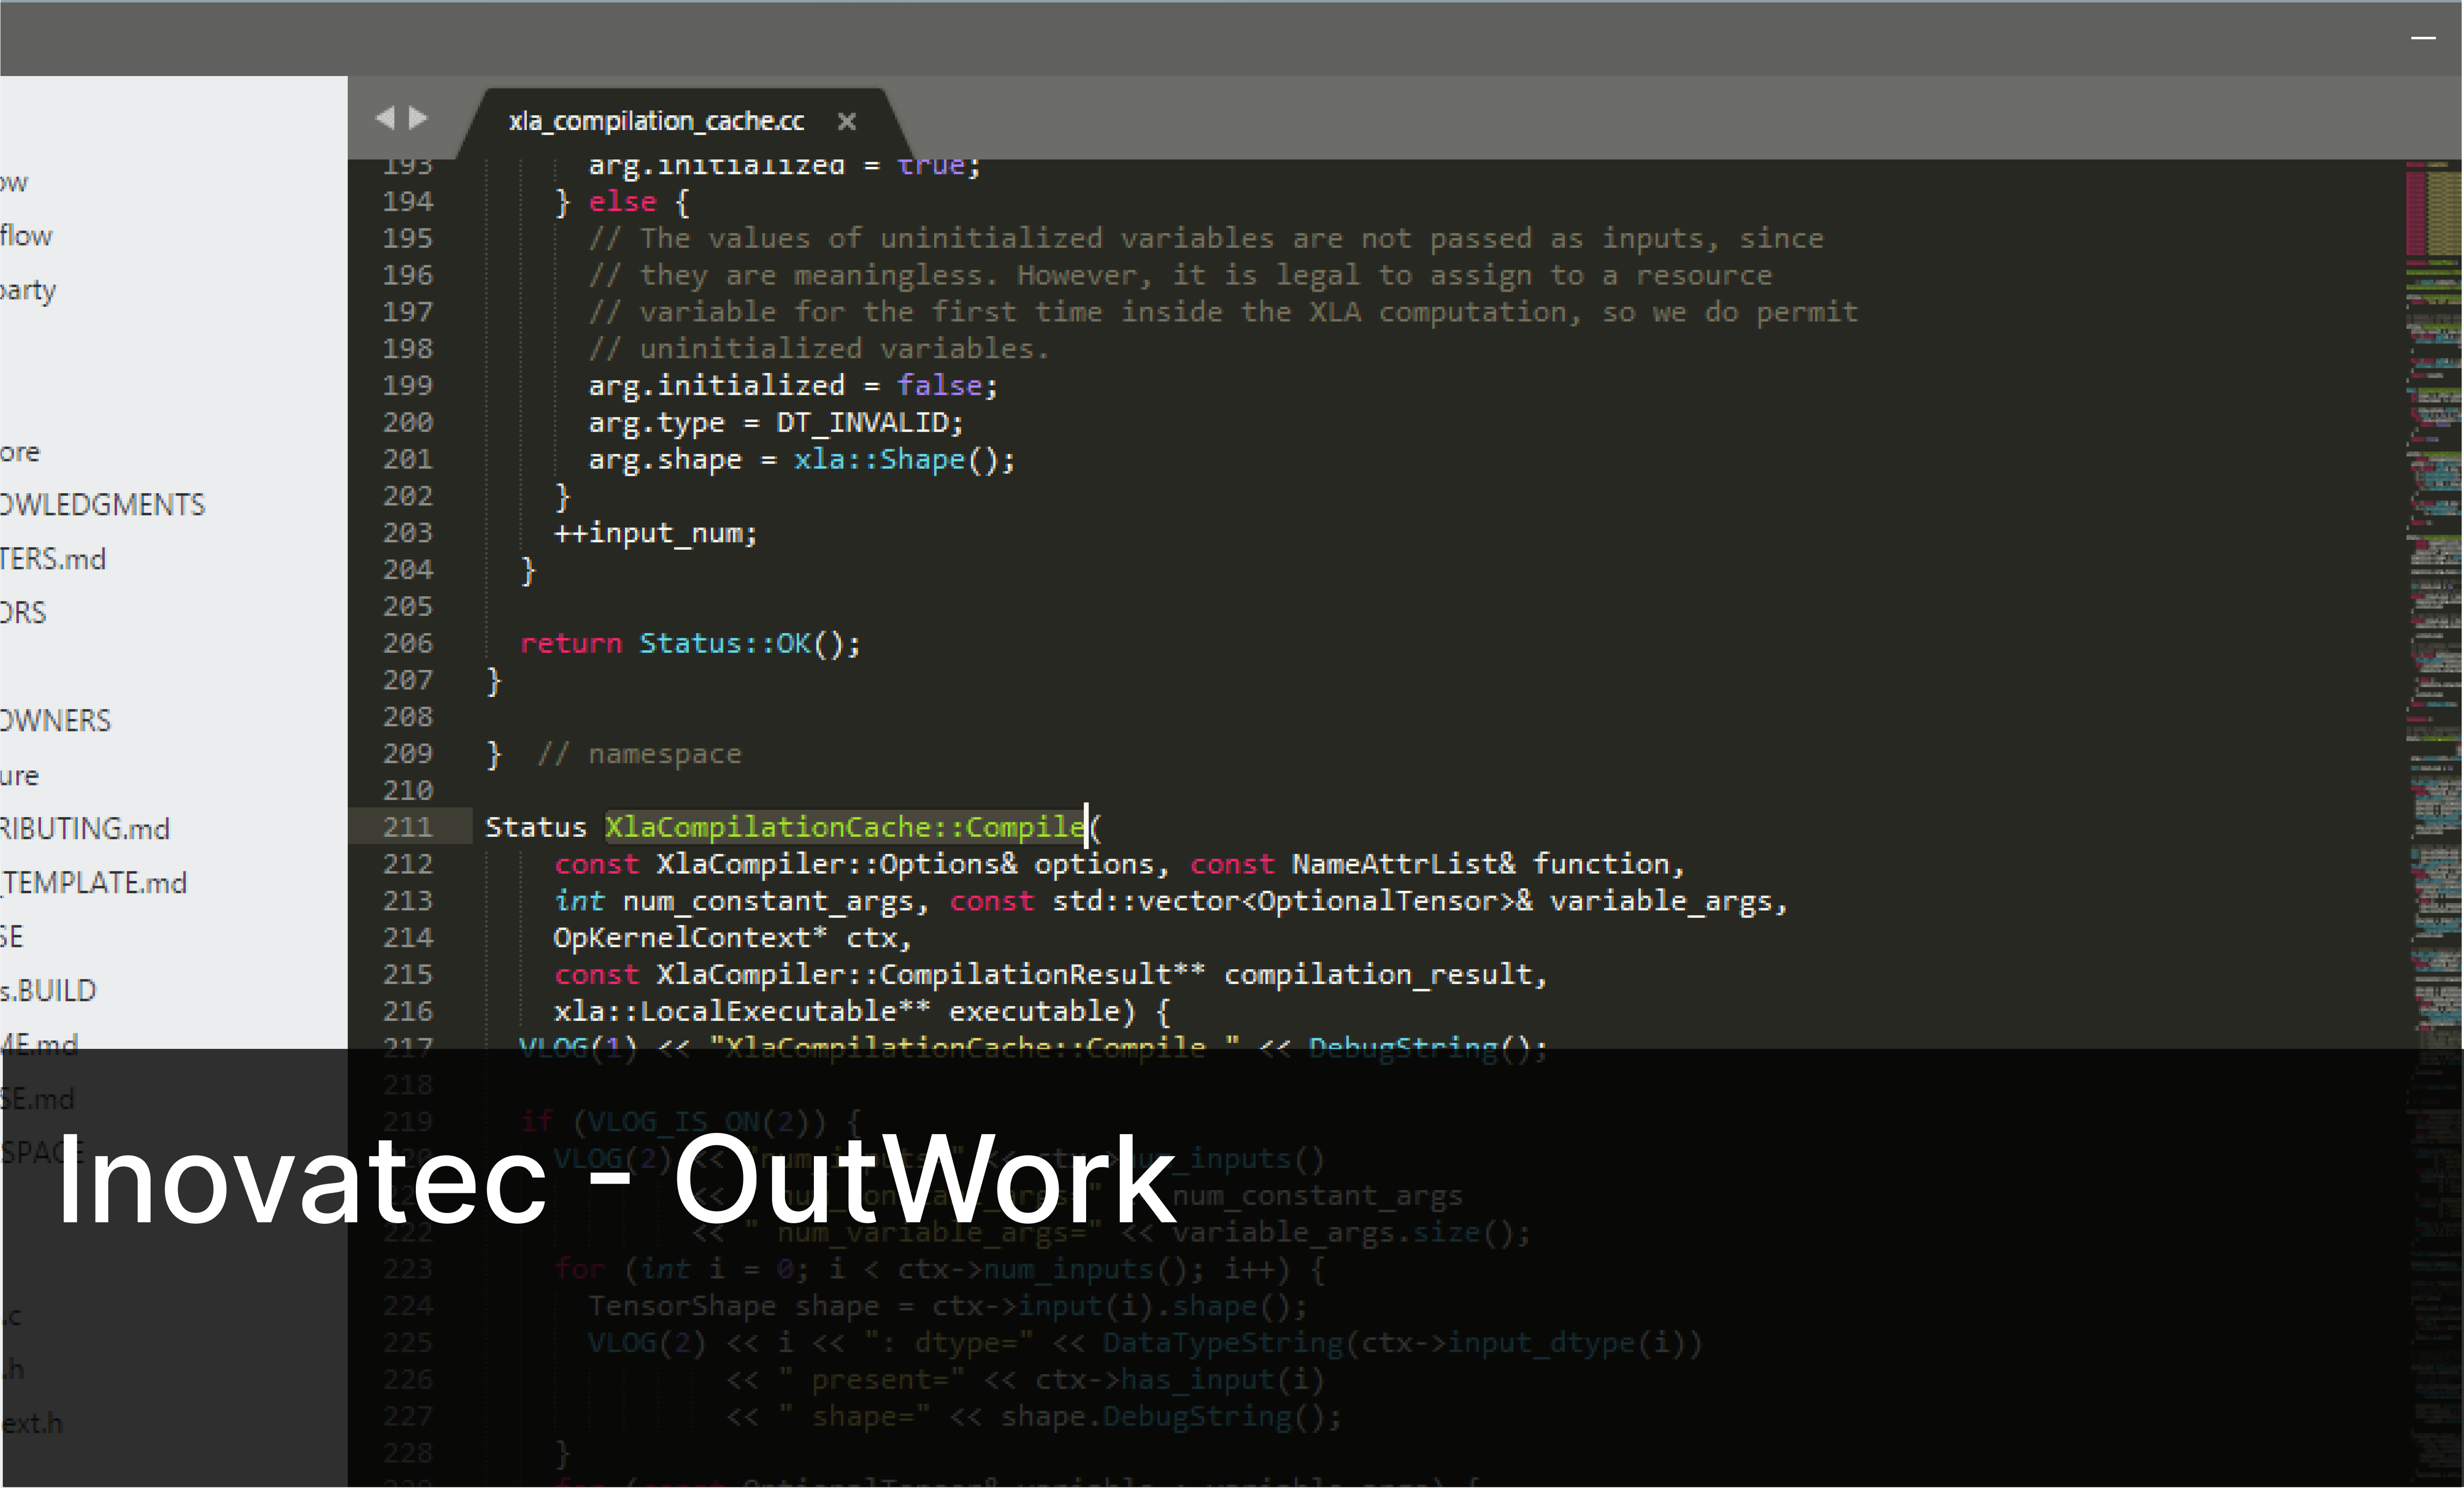 xla_compilation_cache.cc ×
ow
flow
party
ore
OWLEDGMENTS
TERS.md
ORS
OWNERS
ure
RIBUTING.md
_TEMPLATE.md
SE
s.BUILD
ME.md
SE.md
SPACE
.c
.h
ext.h
193 arg.initialized = true;
194 } else {
195 // The values of uninitialized variables are not passed as inputs, since
196 // they are meaningless. However, it is legal to assign to a resource
197 // variable for the first time inside the XLA computation, so we do permit
198 // uninitialized variables.
199 arg.initialized = false;
200 arg.type = DT_INVALID;
201 arg.shape = xla::Shape();
202 }
203 ++input_num;
204 }
205
206 return Status::OK();
207 }
208
209 } // namespace
210
211 Status XlaCompilationCache::Compile(
212 const XlaCompiler::Options& options, const NameAttrList& function,
213 int num_constant_args, const std::vector<OptionalTensor>& variable_args,
214 OpKernelContext* ctx,
215 const XlaCompiler::CompilationResult** compilation_result,
216 xla::LocalExecutable** executable) {
217 VLOG(1) << "XlaCompilationCache::Compile " << DebugString();
218
219 if (VLOG_IS_ON(2)) {
VLOG(2) << num_inputs()
num_constant_args
222 << " num_variable_args=" << variable_args.size();
223 for (int i = 0; i < ctx->num_inputs(); i++) {
224 TensorShape shape = ctx->input(i).shape();
225 VLOG(2) << i << ": dtype=" << DataTypeString(ctx->input_dtype(i))
226 << " present=" << ctx->has_input(i)
227 << " shape=" << shape.DebugString();
228 }
Inovatec - OutWork